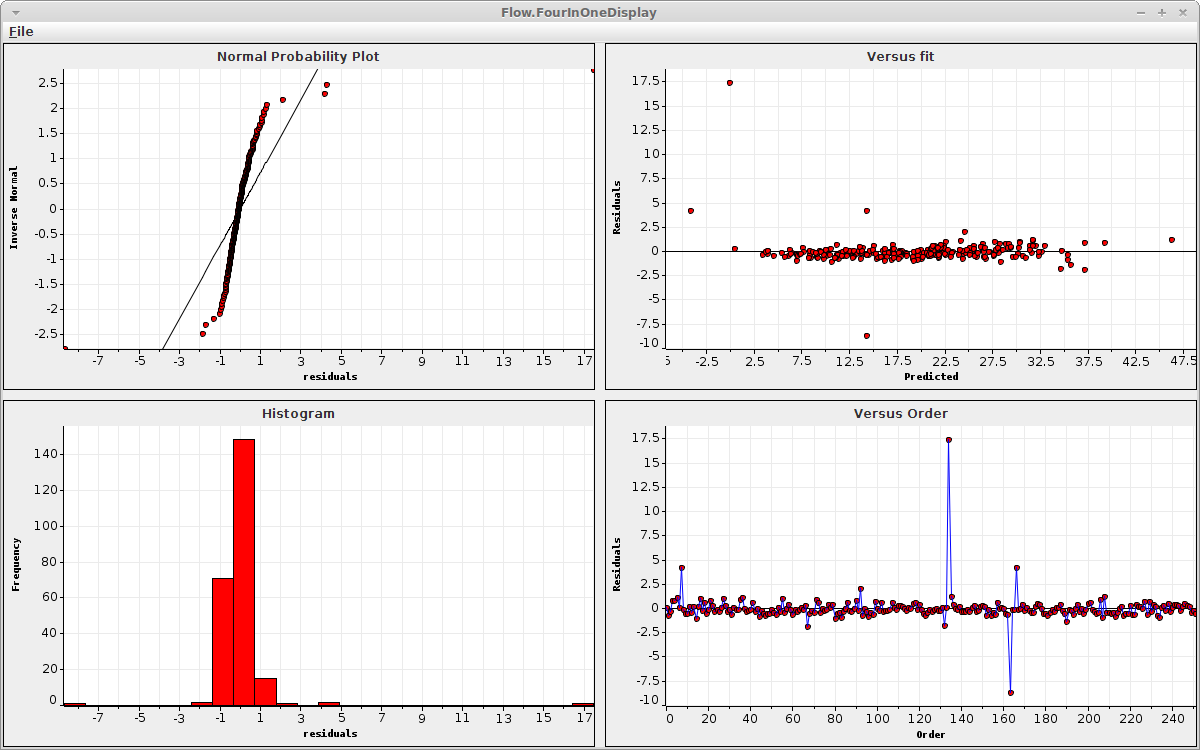 Flow.FourInOneDisplay
File
Normal Probability Plot
2.5
2
1.5
1
0.5
0
-0.5
-1
-1.5
-2
-2.5
Inverse Normal
-7 -5 -3 -1 1 3 5 7 9 11 13 15 17
residuals
Versus fit
17.5
15
12.5
10
7.5
5
2.5
0
-2.5
-5
-7.5
-10
Residuals
5 -2.5 2.5 7.5 12.5 17.5 22.5 27.5 32.5 37.5 42.5 47.5
Predicted
Histogram
140
120
100
80
60
40
20
0
Frequency
-7 -5 -3 -1 1 3 5 7 9 11 13 15 17
residuals
Versus Order
17.5
15
12.5
10
7.5
5
2.5
0
-2.5
-5
-7.5
-10
Residuals
0 20 40 60 80 100 120 140 160 180 200 220 240
Order